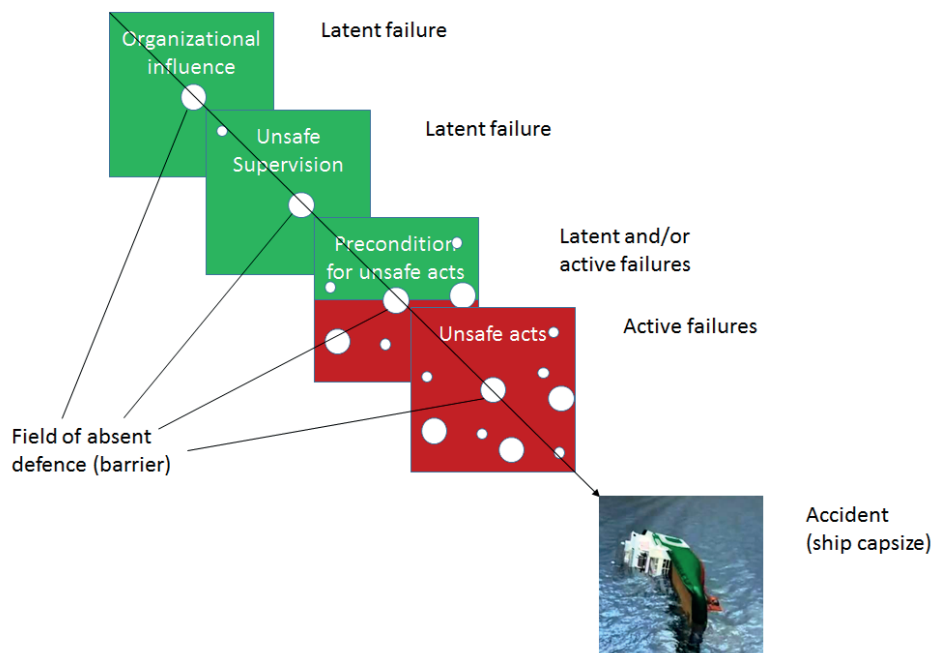 Organizational
influence
Latent failure
Unsafe
Supervision
Latent failure
Precondition
for unsafe acts
Latent and/or
active failures
Unsafe acts
Active failures
Field of absent
defence (barrier)
Accident
(ship capsize)